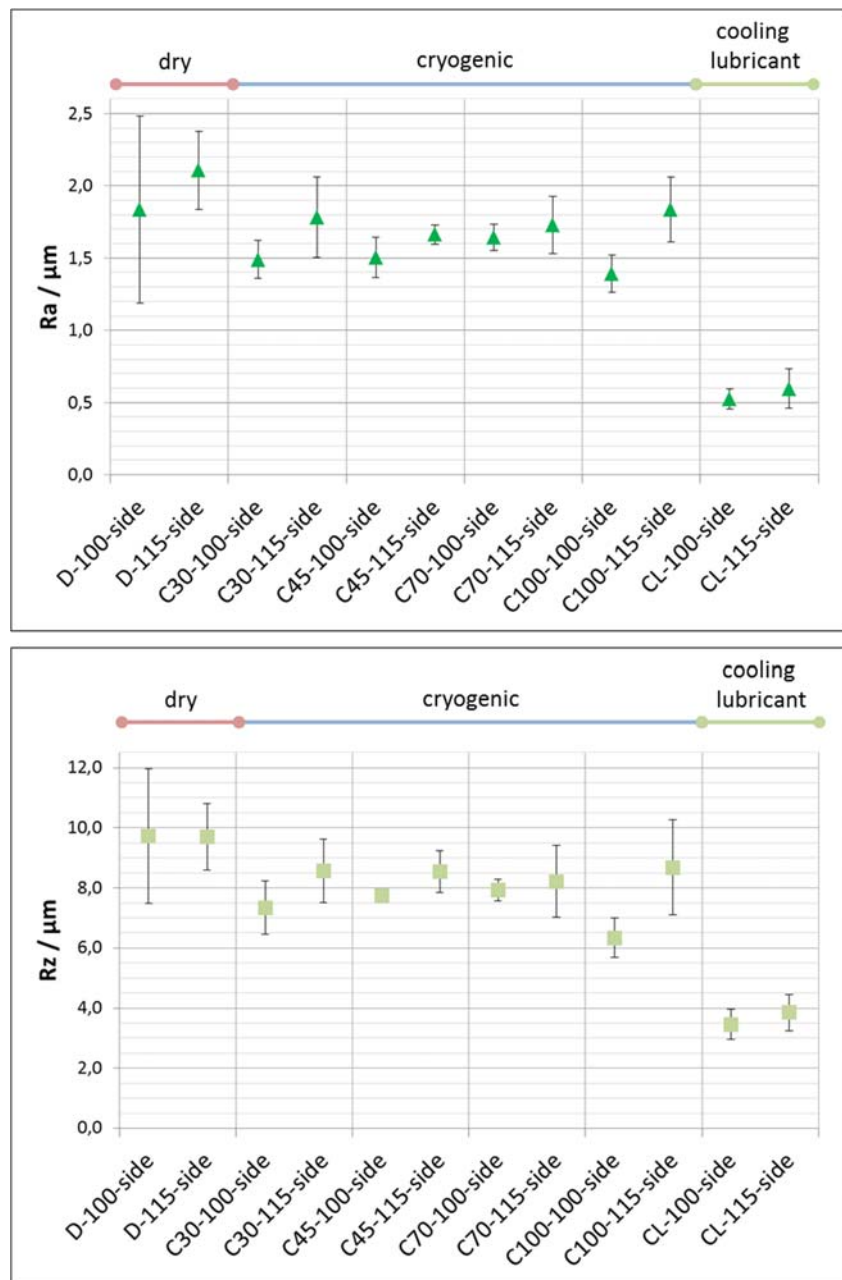 dry
cryogenic
cooling
lubricant
Ra / µm
2,5
2,0
1,5
1,0
0,5
0,0
D-100-side
D-115-side
C30-100-side
C30-115-side
C45-100-side
C45-115-side
C70-100-side
C70-115-side
C100-100-side
C100-115-side
CL-100-side
CL-115-side
dry
cryogenic
cooling
lubricant
Rz / µm
12,0
10,0
8,0
6,0
4,0
2,0
0,0
D-100-side
D-115-side
C30-100-side
C30-115-side
C45-100-side
C45-115-side
C70-100-side
C70-115-side
C100-100-side
C100-115-side
CL-100-side
CL-115-side